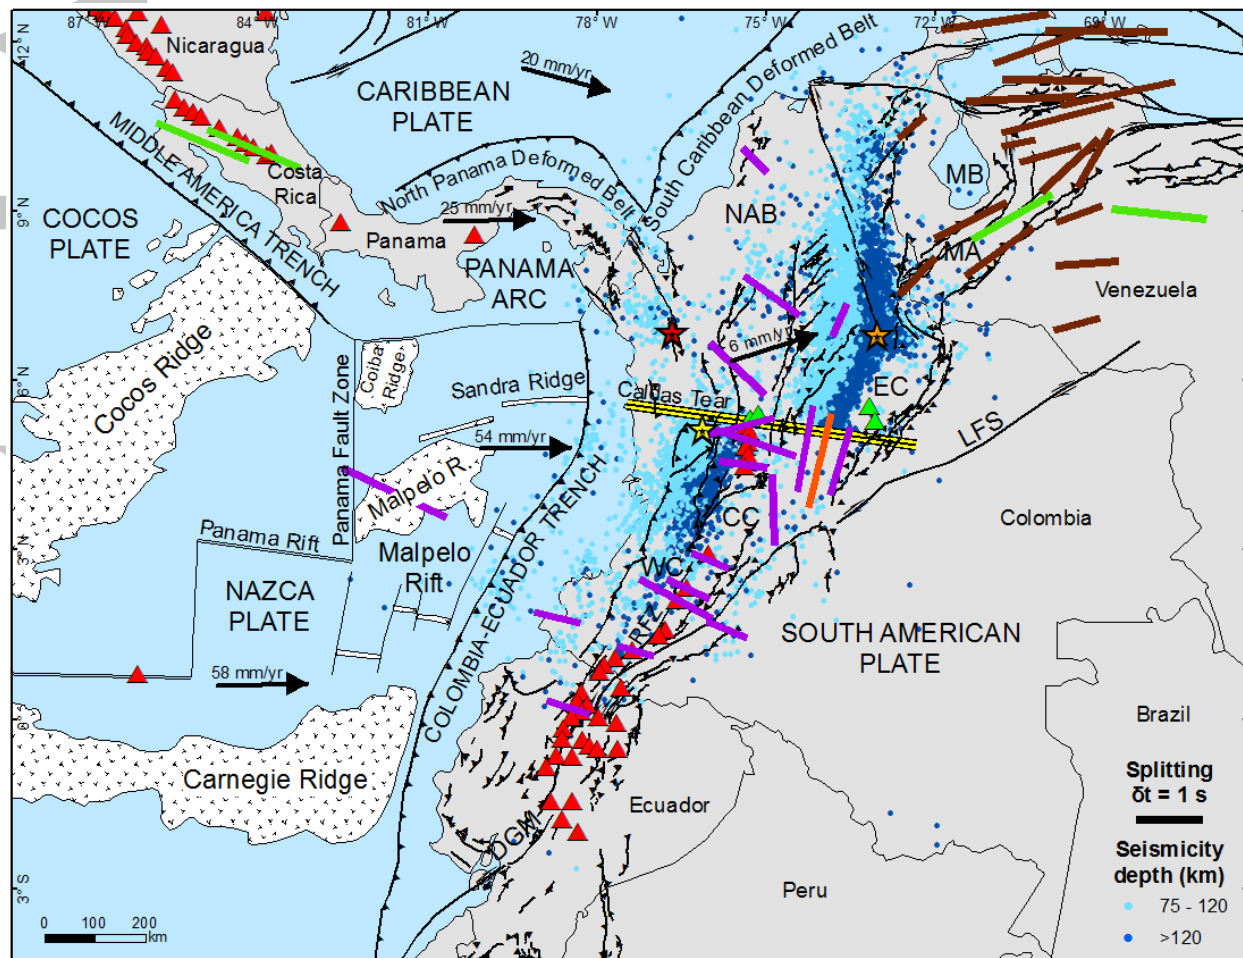 87° W
84° W
81° W
78° W
75° W
72° W
69° W
12° N
9° N
6° N
3° N
0°
3° S
Nicaragua
20 mm/yr
CARIBBEAN
PLATE
South Caribbean Deformed Belt
MIDDLE AMERICA TRENCH
Costa
Rica
North Panama Deformed Belt
MB
COCOS
PLATE
25 mm/yr
Panama
NAB
PANAMA
ARC
MA
Venezuela
Cocos Ridge
Panama Fault Zone
Coiba
Ridge
6 mm/yr
Sandra Ridge
Caldas Tear
EC
LFS
54 mm/yr
Malpelo R.
COLOMBIA-ECUADOR TRENCH
CC
Colombia
Panama Rift
Malpelo
Rift
WC
NAZCA
PLATE
RFZ
SOUTH AMERICAN
PLATE
58 mm/yr
Brazil
Carnegie Ridge
Ecuador
DGM
Peru
Splitting
δt = 1 s
Seismicity
depth (km)
75 - 120
>120
0 100 200
km